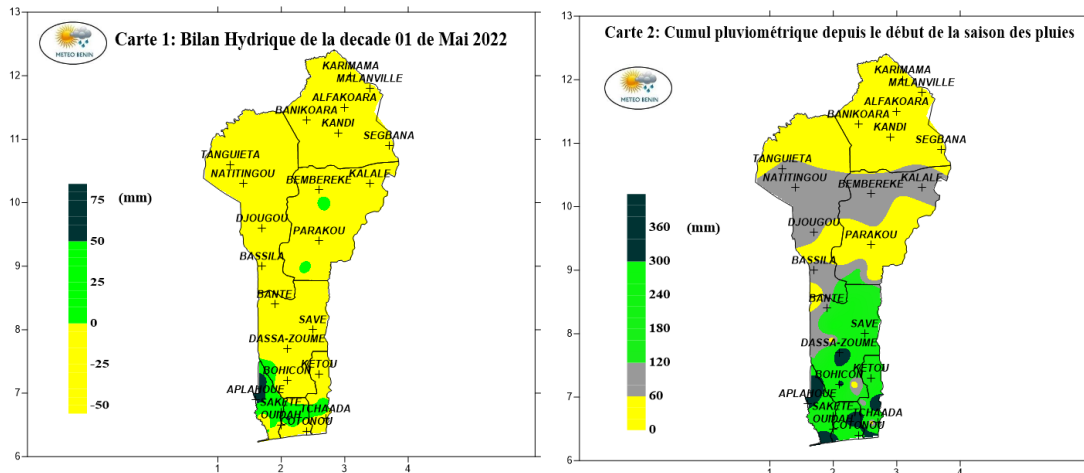 Carte 1: Bilan Hydrique de la decade 01 de Mai 2022
METEO BENIN
13
12
11
10
9
8
7
6
1
2
3
4
(mm)
75
50
25
0
-25
-50
KARIMAMA
MALANVILLE
ALFAKOARA
BANIKOARA
KANDI
SEGBANA
TANGUIETA
NATITINGOU
BEMBEREKE
KALALE
DJOUGOU
PARAKOU
BASSILA
BANTE
SAVE
DASSA-ZOUME
KETOU
BOHICON
APLAHOUE
SAKETE
TCHAADA
OUIDAH
COTONOU
Carte 2: Cumul pluviométrique depuis le début de la saison des pluies
METEO BENIN
13
12
11
10
9
8
7
6
1
2
3
4
(mm)
360
300
240
180
120
60
0
KARIMAMA
MALANVILLE
ALFAKOARA
BANIKOARA
KANDI
SEGBANA
TANGUIETA
NATITINGOU
BEMBEREKE
KALALE
DJOUGOU
PARAKOU
BASSILA
BANTE
SAVE
DASSA-ZOUME
KETOU
BOHICON
APLAHOUE
SAKETE
TCHAADA
OUIDAH
COTONOU